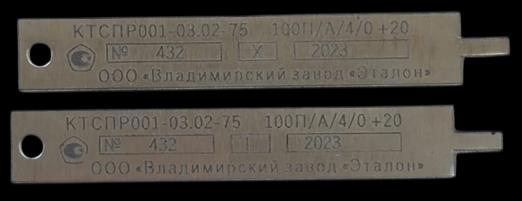 КТСПР001-03.02-75 100П/А/4/0 +20
№ 432 X 2023
ООО «Владимирский завод «Эталон»
КТСПР001-03.02-75 100П/А/4/0 +20
№ 432 Г 2023
ООО «Владимирский завод «Эталон»